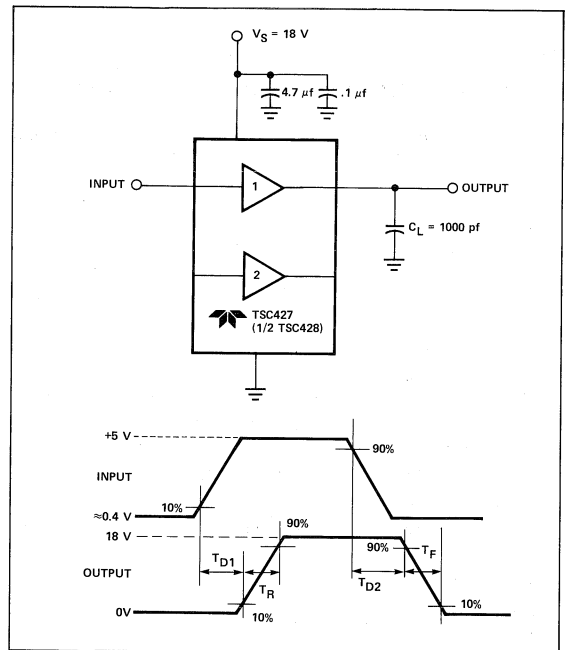 V_S = 18 V
4.7 μf
.1 μf
INPUT
1
OUTPUT
C_L = 1000 pf
2
TSC427
(1/2 TSC428)
+5 V
90%
INPUT
10%
≈0.4 V
18 V
90%
90%
T_F
T_D1
T_D2
OUTPUT
T_R
0V
10%
10%